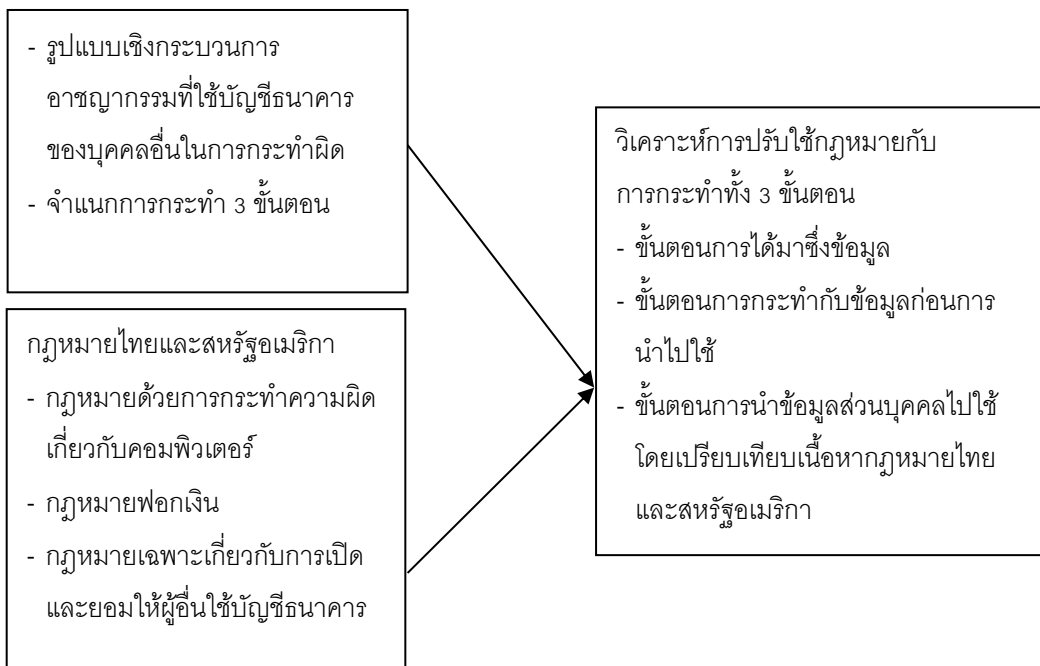 - รูปแบบเชิงกระบวนการ
อาชญากรรมที่ใช้บัญชีธนาคาร
ของบุคคลอื่นในการกระทำผิด
- จำแนกการกระทำ 3 ขั้นตอน
กฎหมายไทยและสหรัฐอเมริกา
- กฎหมายด้วยการกระทำความผิด
เกี่ยวกับคอมพิวเตอร์
- กฎหมายฟอกเงิน
- กฎหมายเฉพาะเกี่ยวกับการเปิด
และยอมให้ผู้อื่นใช้บัญชีธนาคาร
วิเคราะห์การปรับใช้กฎหมายกับ
การกระทำทั้ง 3 ขั้นตอน
- ขั้นตอนการได้มาซึ่งข้อมูล
- ขั้นตอนการกระทำกับข้อมูลก่อนการ
นำไปใช้
- ขั้นตอนการนำข้อมูลส่วนบุคคลไปใช้
โดยเปรียบเทียบเนื้อหากฎหมายไทย
และสหรัฐอเมริกา